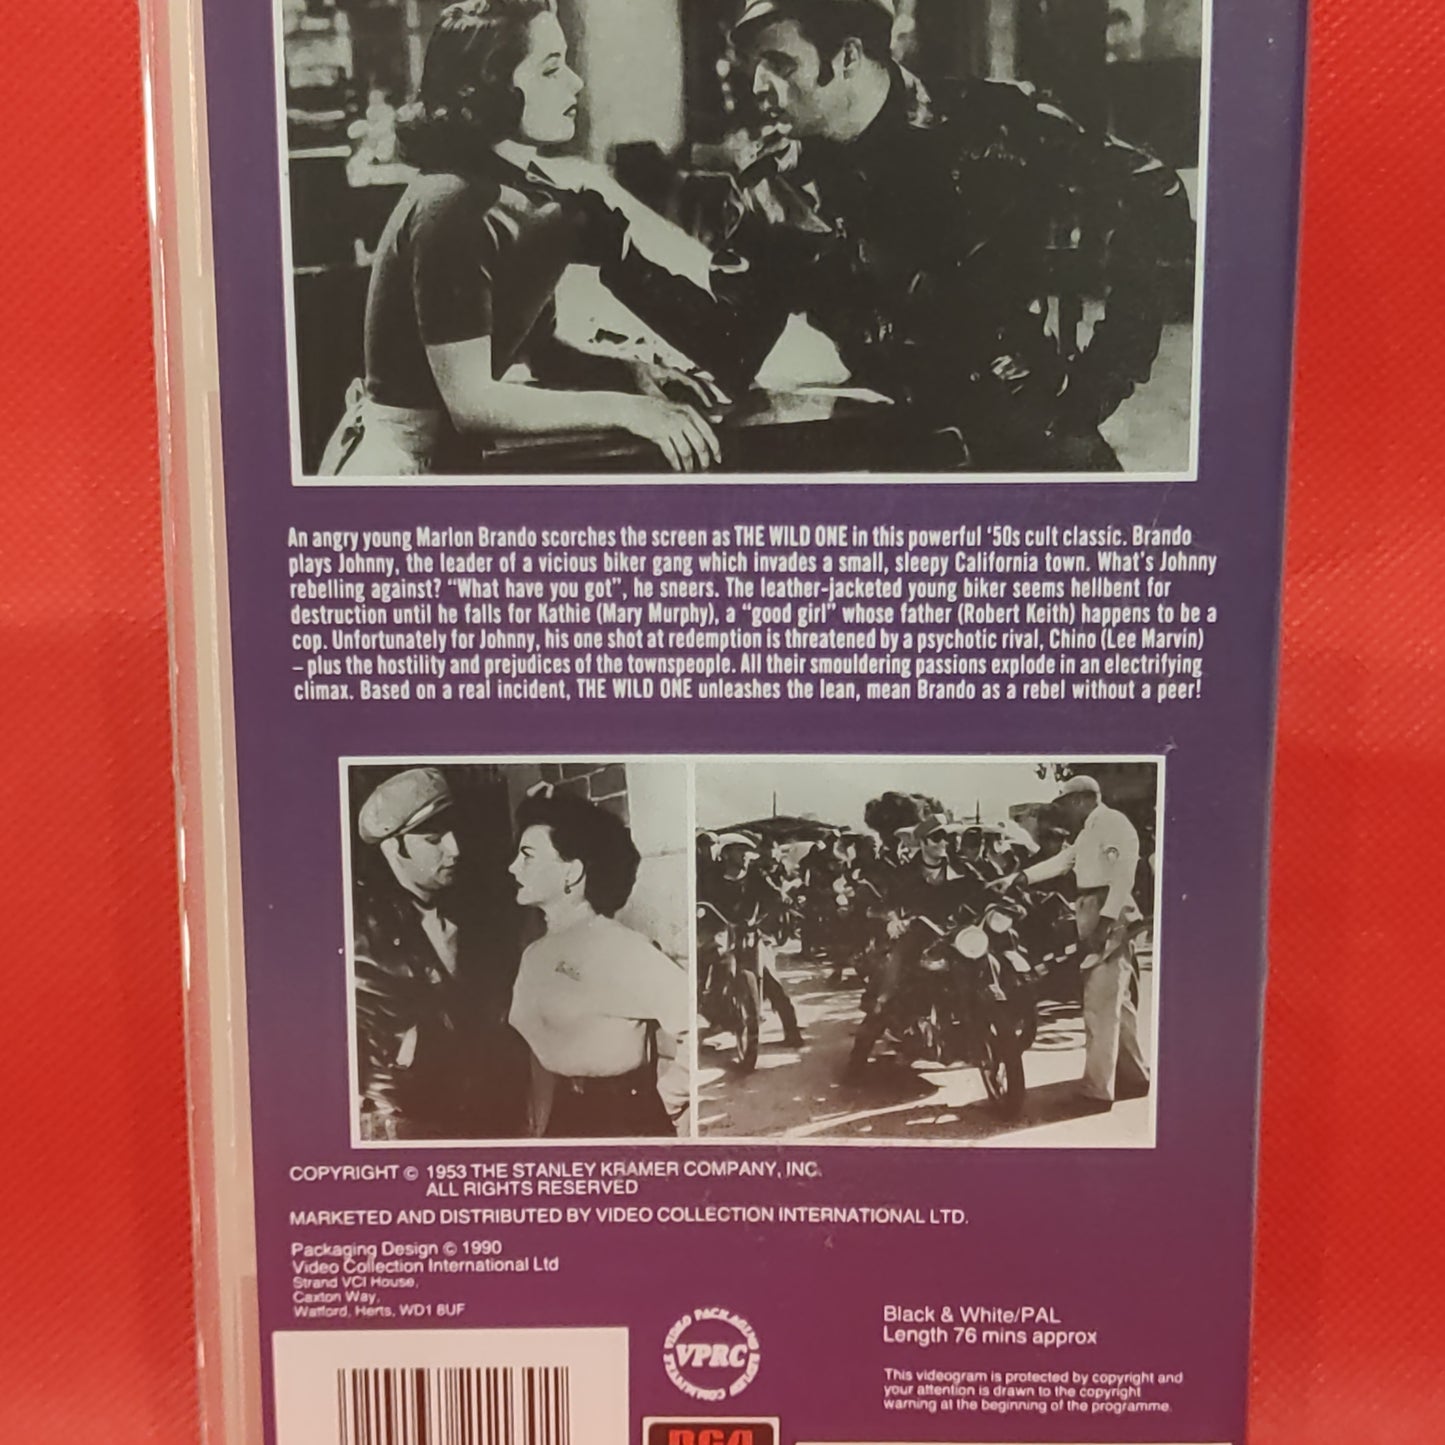 An angry young Marlon Brando scorches the screen as THE WILD ONE in this powerful '50s cult classic. Brando
plays Johnny, the leader of a vicious biker gang which invades a small, sleepy California town. What's Johnny
rebelling against? "What have you got", he sneers. The leather-jacketed young biker seems hellbent for
destruction until he falls for Kathie (Mary Murphy), a "good girl" whose father (Robert Keith) happens to be a
cop. Unfortunately for Johnny, his one shot at redemption is threatened by a psychotic rival, Chino (Lee Marvin)
– plus the hostility and prejudices of the townspeople. All their smouldering passions explode in an electrifying
climax. Based on a real incident, THE WILD ONE unleashes the lean, mean Brando as a rebel without a peer!
COPYRIGHT © 1953 THE STANLEY KRAMER COMPANY, INC.
ALL RIGHTS RESERVED
MARKETED AND DISTRIBUTED BY VIDEO COLLECTION INTERNATIONAL LTD.
Packaging Design © 1990
Video Collection International Ltd
Strand VCI House,
Caxton Way,
Watford, Herts, WD1 8UF
VIDEO PACKAGING REVIEW COMMITTEE
VPRC
Black & White/PAL
Length 76 mins approx
This videogram is protected by copyright and
your attention is drawn to the copyright
warning at the beginning of the programme.